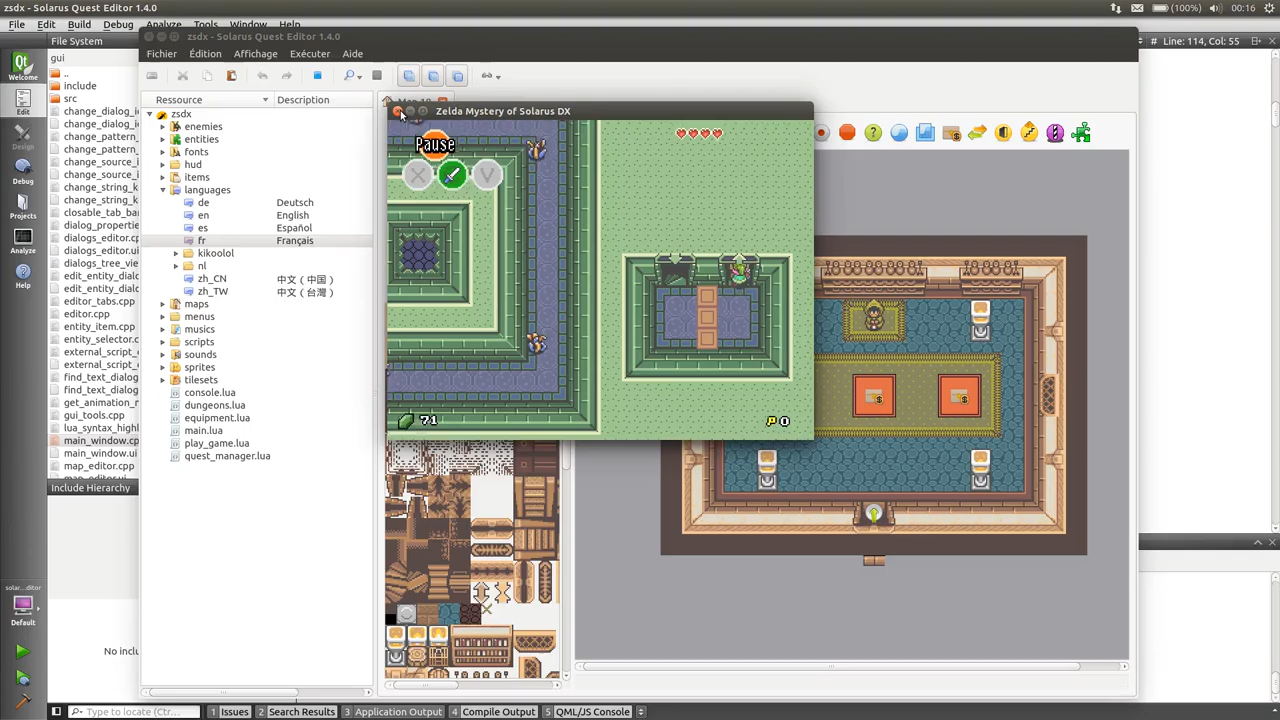 zsdx - Solarus Quest Editor 1.4.0
(100%)
00:16
File Edit Build Debug Analyze Tools Window Help
File System
# Line: 114, Col: 55
zsdx - Solarus Quest Editor 1.4.0
Fichier Édition Affichage Exécuter Aide
Welcome
Edit
Design
Debug
Projects
Analyze
Help
Default
gui
..
include
src
change_dialog_i
change_dialog_i
change_pattern_
change_pattern_
change_source_i
change_source_i
change_string_k
change_string_k
closable_tab_ba
dialog_properti
dialogs_editor.c
dialogs_editor.ui
dialogs_tree_vie
edit_entity_dialo
edit_entity_dialo
editor_tabs.cpp
editor.cpp
entity_item.cpp
entity_selector.c
external_script_
external_script_
find_text_dialog
find_text_dialog
get_animation_n
gui_tools.cpp
lua_syntax_highl
main_window.cp
main_window.ui
map_editor.cpp
Include Hierarchy
No inclu
Ressource Description
zsdx
enemies
entities
fonts
hud
items
languages
de Deutsch
en English
es Español
fr Français
kikoolol
nl
zh_CN 中文（中国）
zh_TW 中文（台灣）
maps
menus
musics
scripts
sounds
sprites
tilesets
console.lua
dungeons.lua
equipment.lua
main.lua
play_game.lua
quest_manager.lua
Zelda Mystery of Solarus DX
Pause
71
0
Type to locate (Ctrl... 1 Issues 2 Search Results 3 Application Output 4 Compile Output 5 QML/JS Console